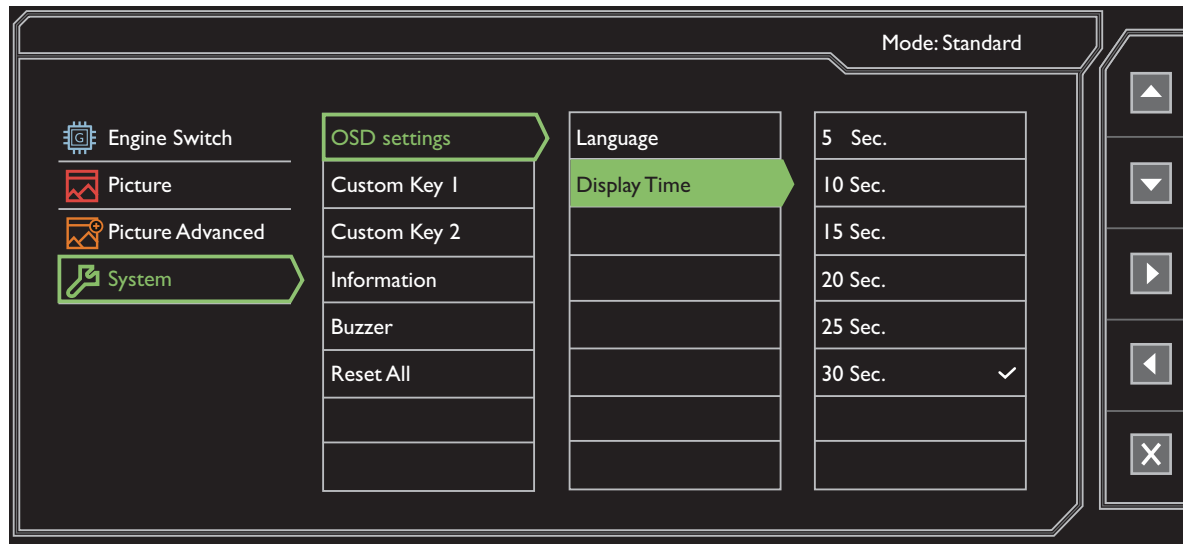 Mode: Standard
G
Engine Switch
Picture
Picture Advanced
System
OSD settings
Custom Key 1
Custom Key 2
Information
Buzzer
Reset All
Language
Display Time
5 Sec.
10 Sec.
15 Sec.
20 Sec.
25 Sec.
30 Sec.
X